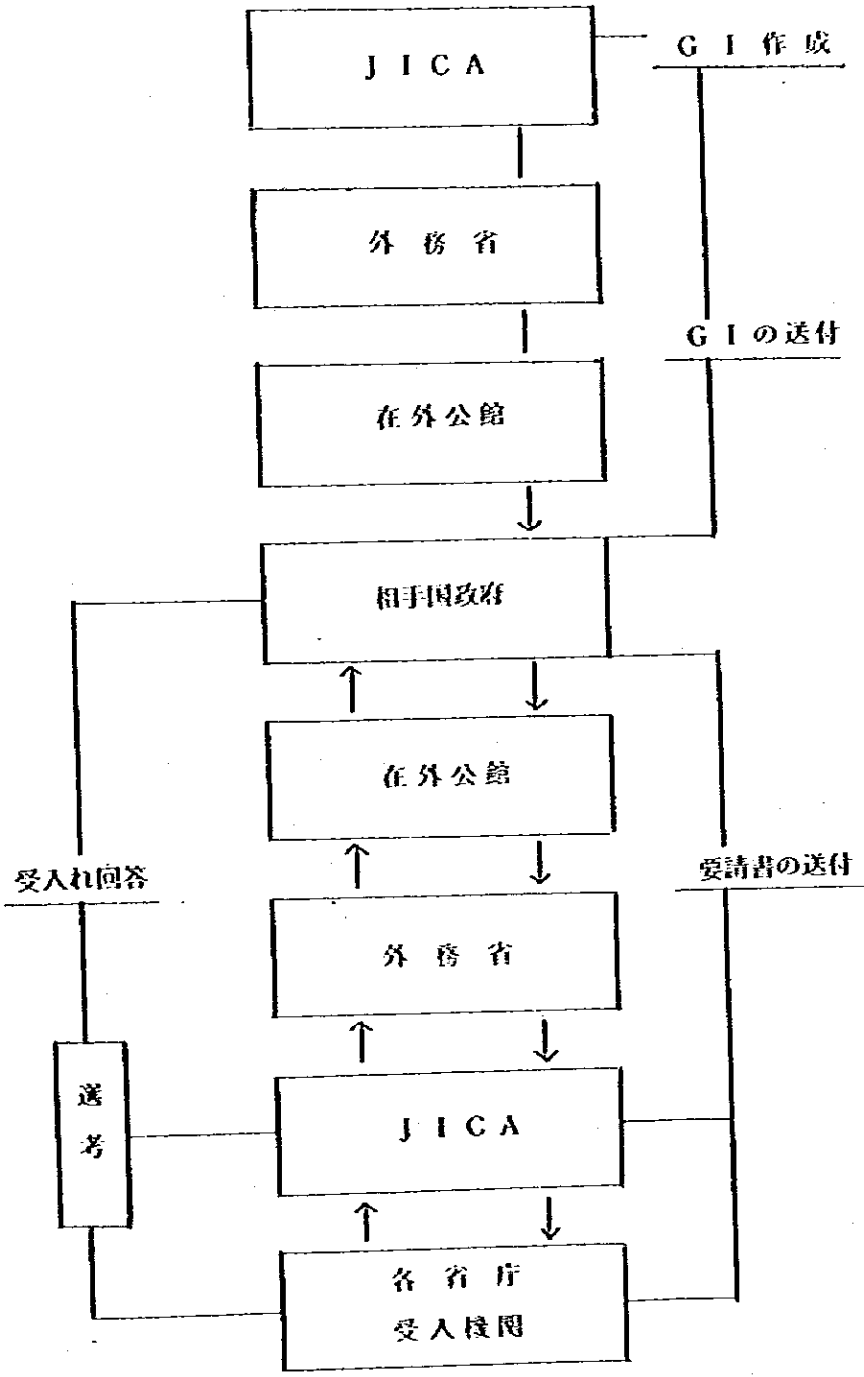 JICA
GI作成
外務省
GIの送付
在外公館
相手国政府
在外公館
受入れ回答
要請書の送付
外務省
選考
JICA
各省庁
受入機関